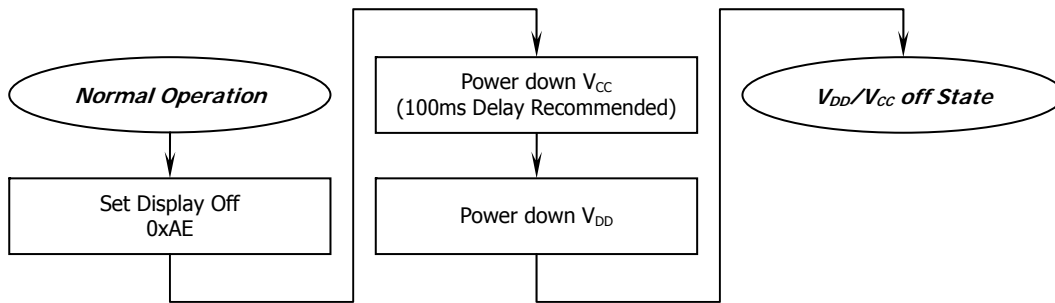 Normal Operation
Set Display Off
0xAE
Power down VCC
(100ms Delay Recommended)
Power down VDD
VDD/VCC off State